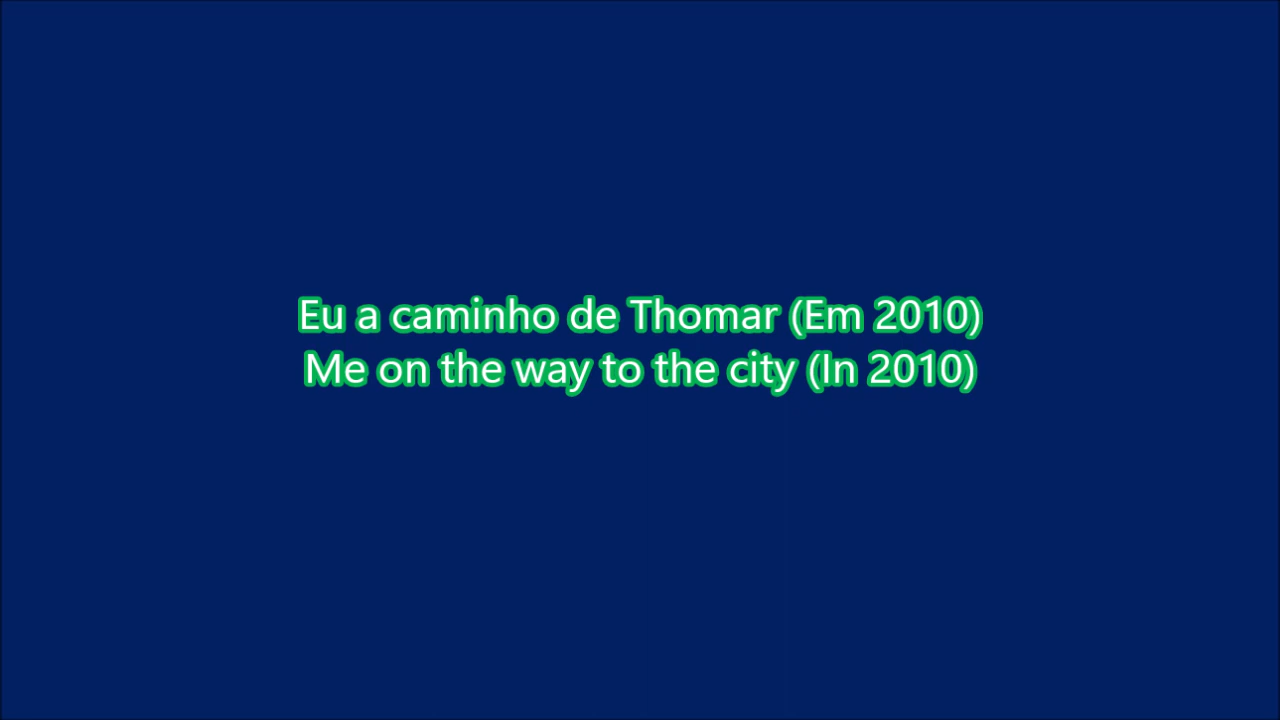 Eu a caminho de Thomar (Em 2010)
Me on the way to the city (In 2010)